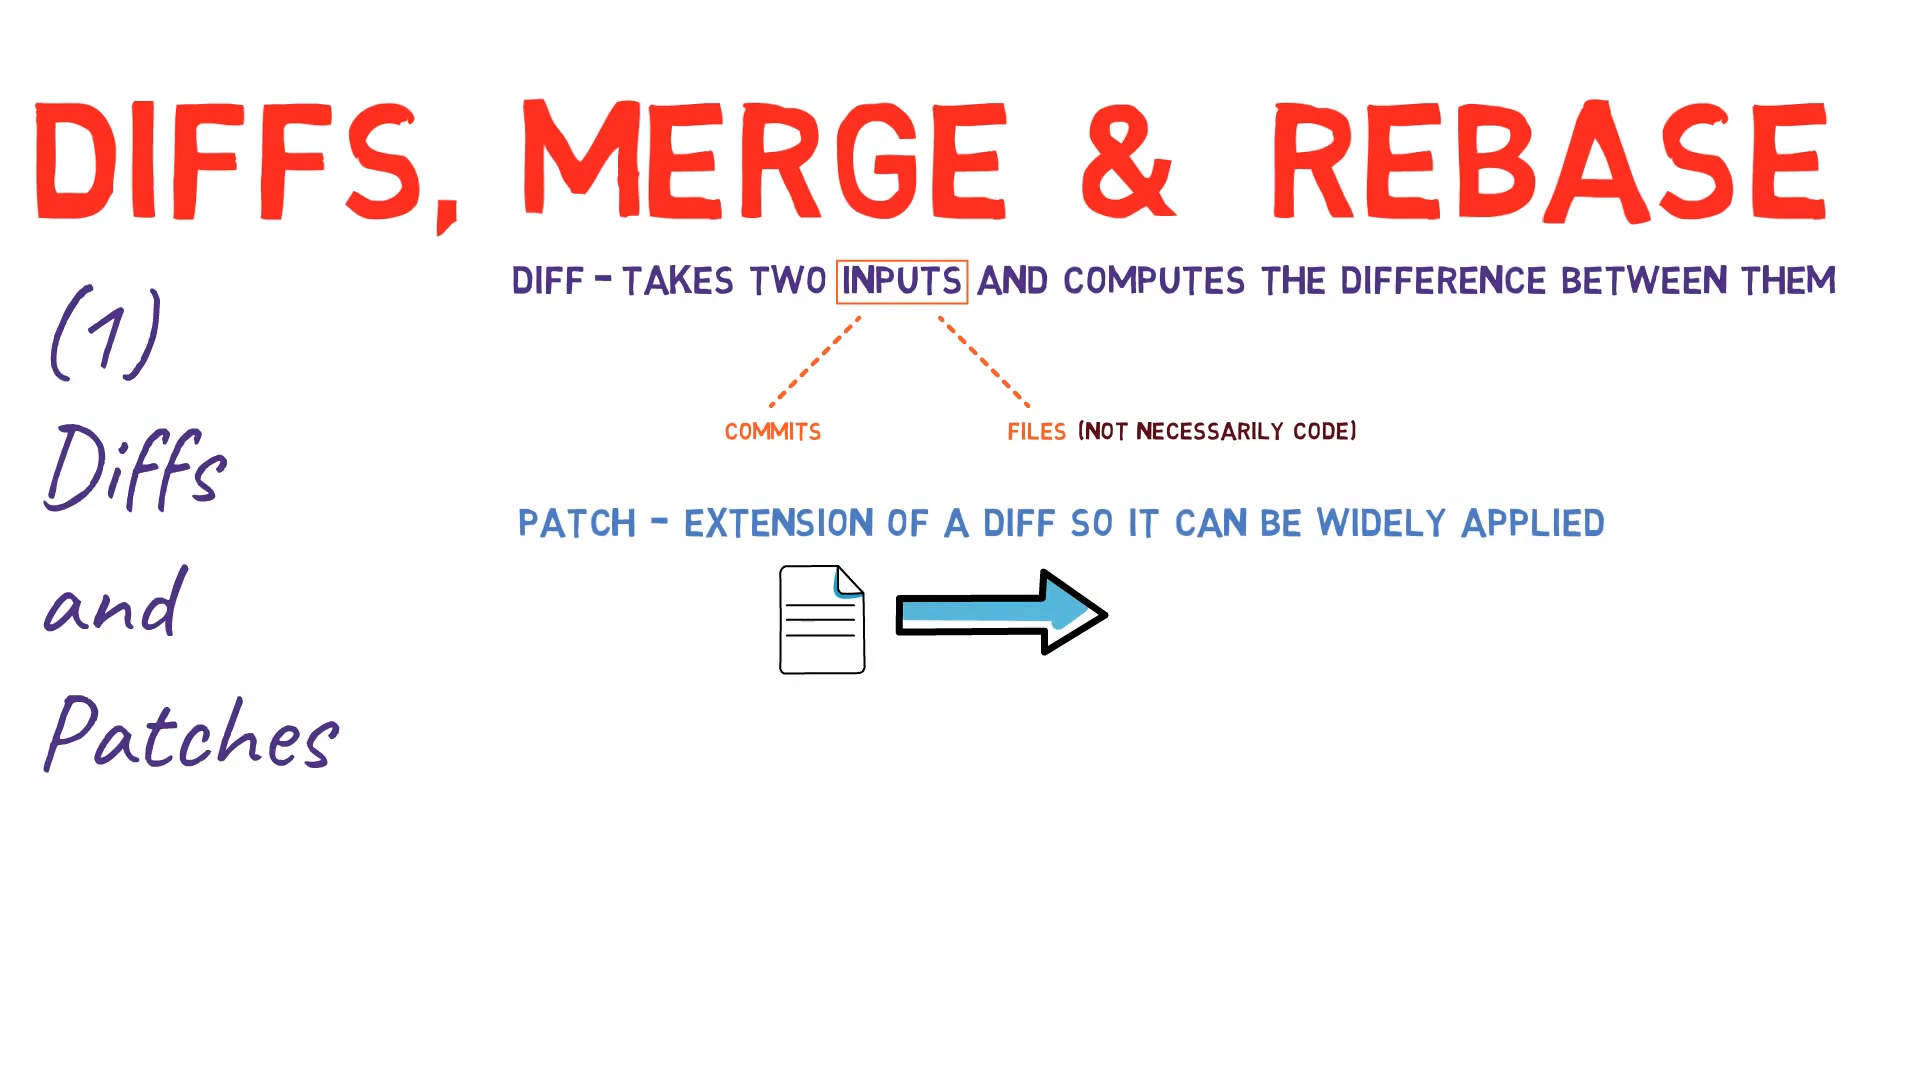 DIFFS, MERGE & REBASE
(1)
Diffs
and
Patches
DIFF - TAKES TWO INPUTS AND COMPUTES THE DIFFERENCE BETWEEN THEM
COMMITS
FILES (NOT NECESSARILY CODE)
PATCH - EXTENSION OF A DIFF SO IT CAN BE WIDELY APPLIED